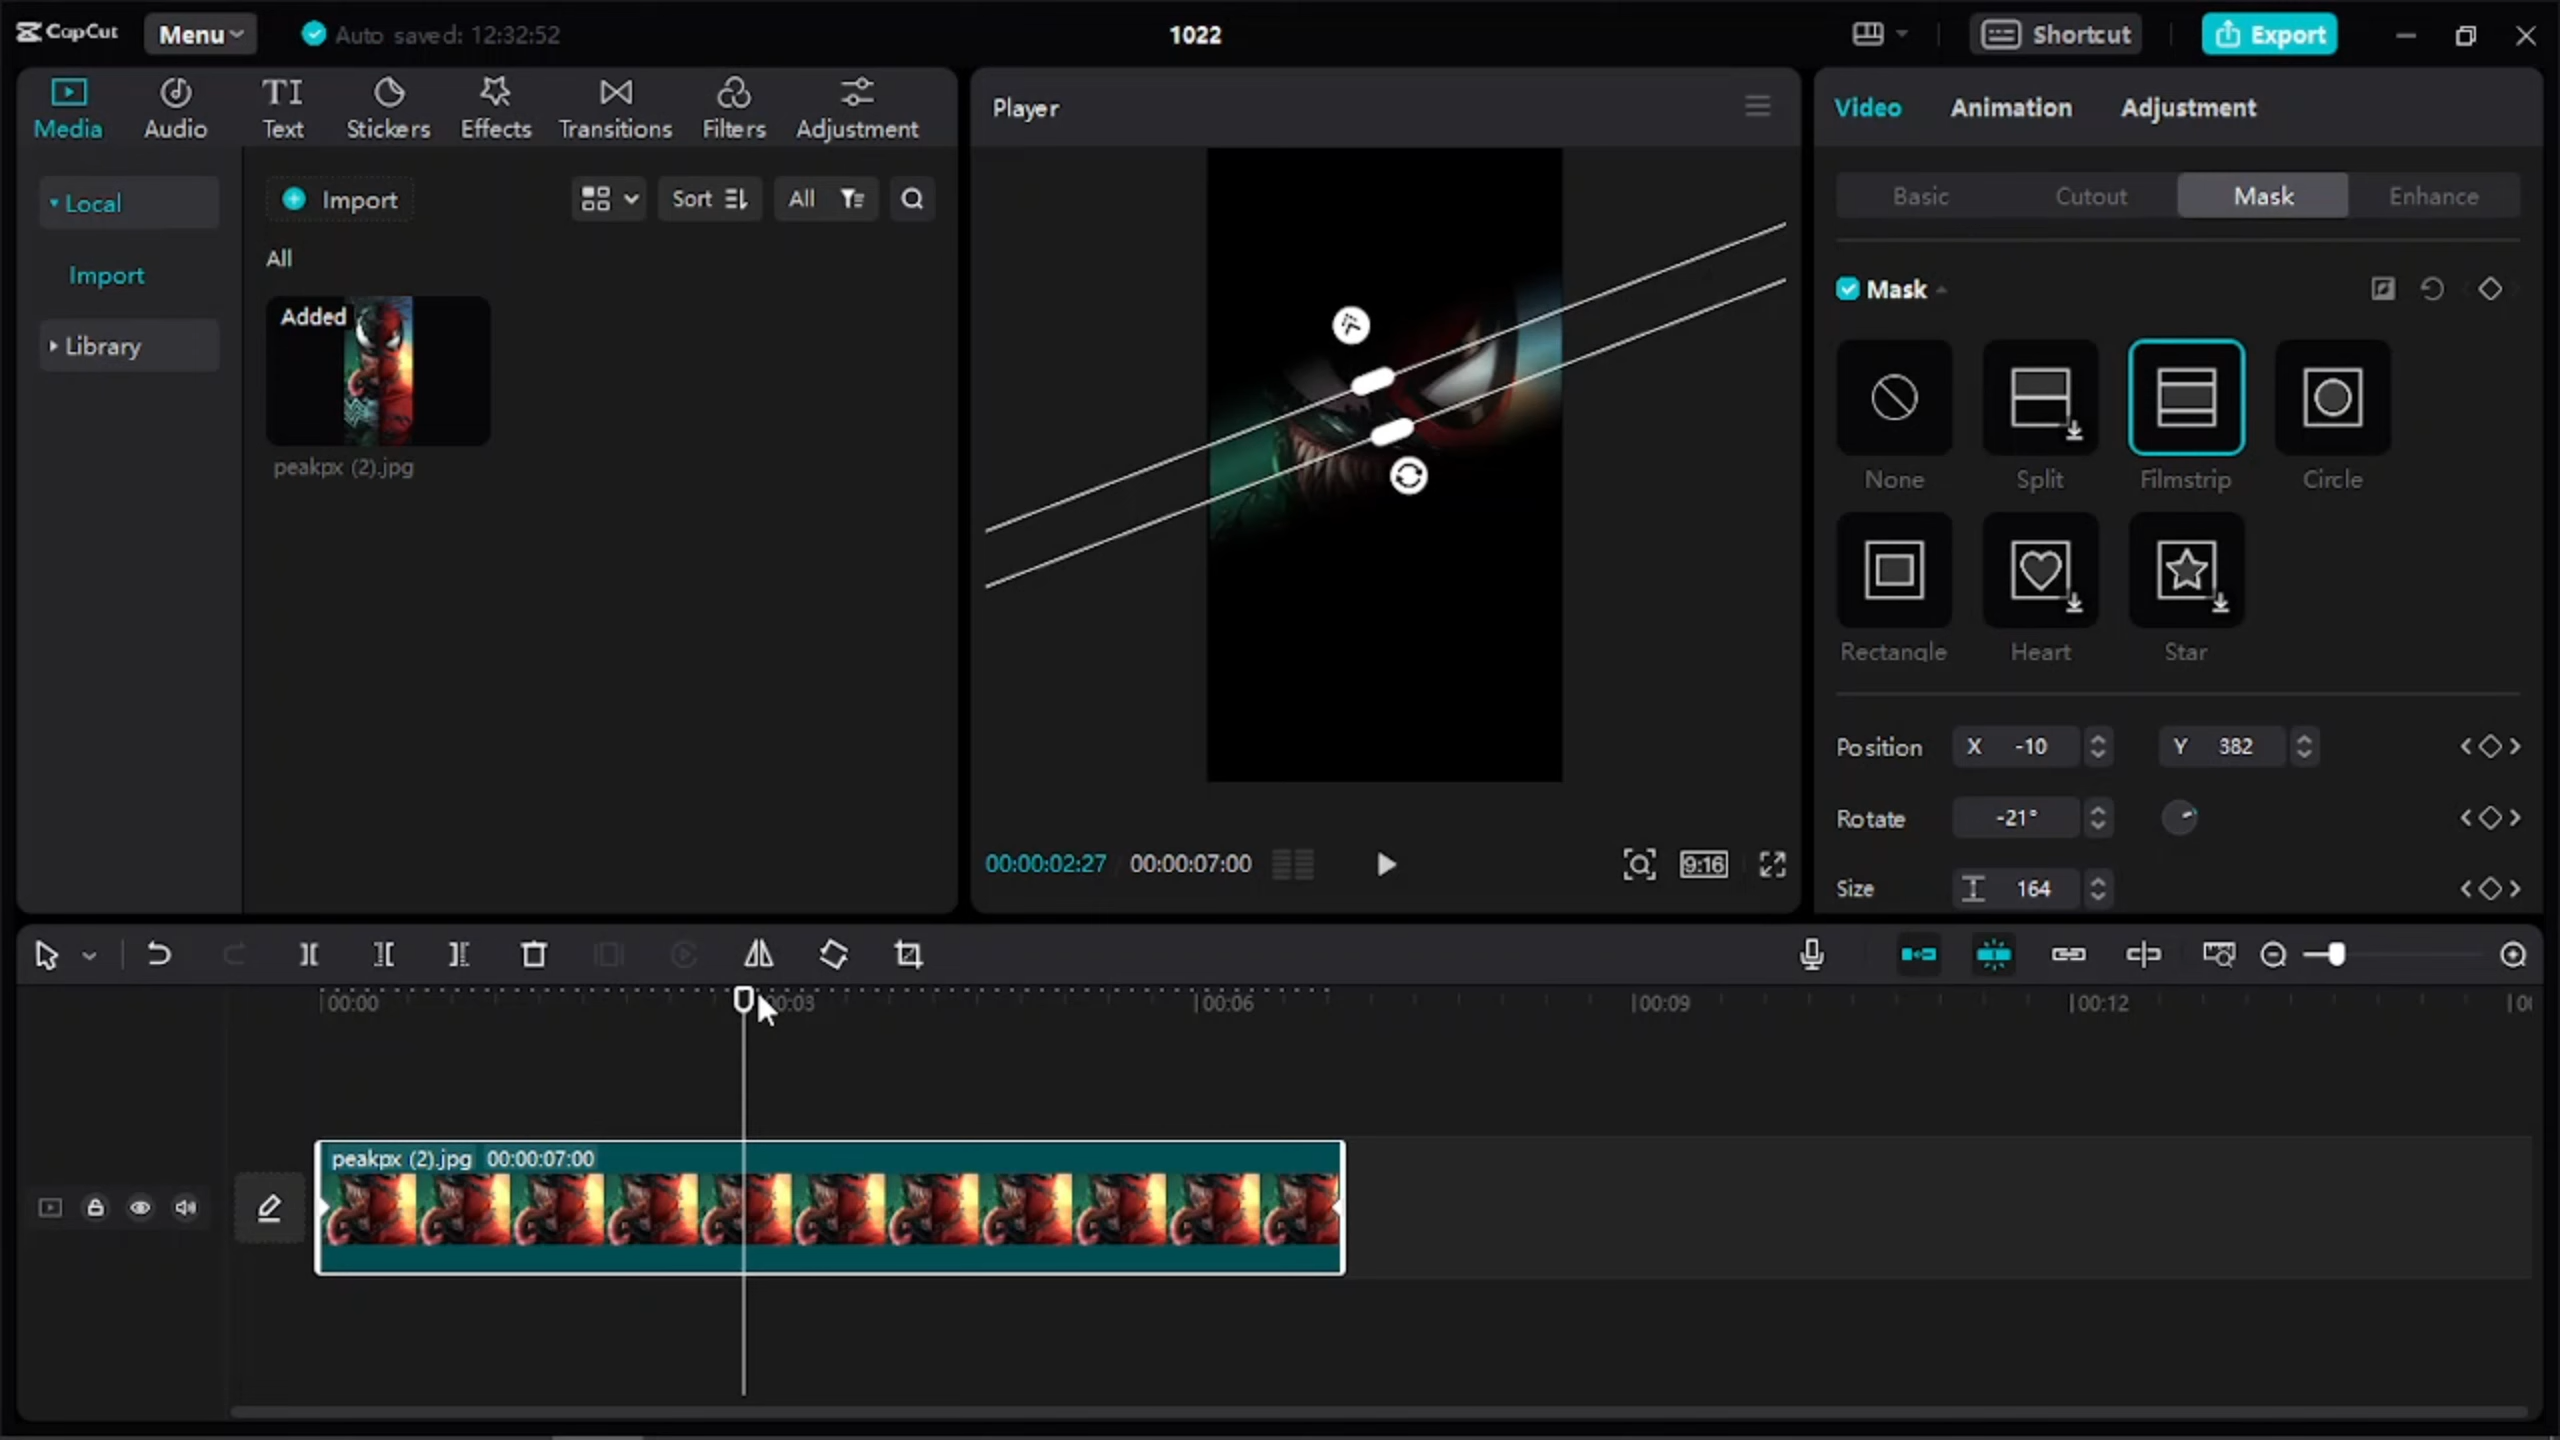 CapCut Menu Auto saved: 12:32:52 1022 Shortcut Export
Media Audio Text Stickers Effects Transitions Filters Adjustment
Local
Import
Library
Import Sort All
All
Added
peakpx (2).jpg
Player
00:00:02:27 00:00:07:00 9:16
Video Animation Adjustment
Basic Cutout Mask Enhance
Mask
None Split Filmstrip Circle
Rectangle Heart Star
Position X -10 Y 382
Rotate -21°
Size 164
00:00 00:03 00:06 00:09 00:12
peakpx (2).jpg 00:00:07:00